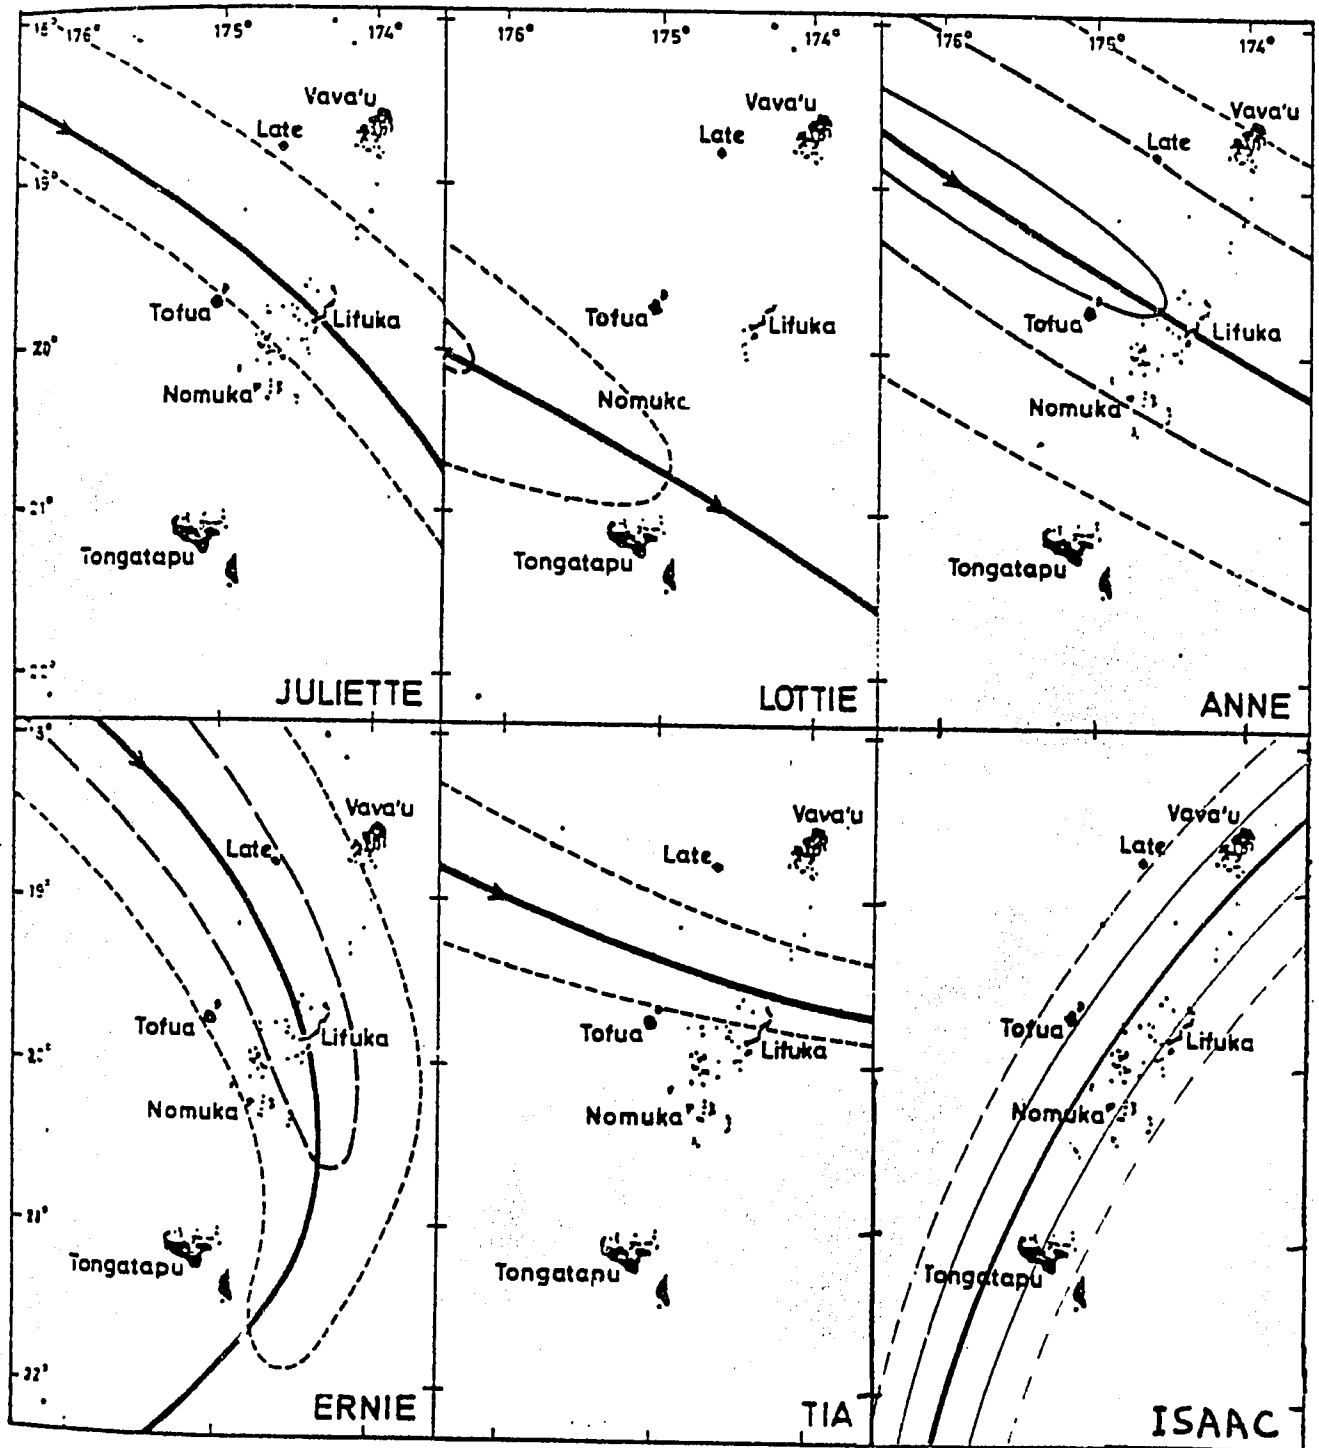 176° 175° 174°
Vava'u
Late
19°
Tofua
Lifuka
20°
Nomuka
21°
Tongatapu
JULIETTE
176° 175° 174°
Vava'u
Late
Tofua
Lifuka
Tongatapu
LOTTIE
176° 175° 174°
Vava'u
Late
Tofua
Lifuka
Nomuka
Tongatapu
ANNE
Vava'u
Late
19°
Tofua
Lifuka
Nomuka
Tongatapu
22°
ERNIE
Vava'u
Late
Tofua
Lifuka
Nomuka
Tongatapu
TIA
Vava'u
Late
Tofua
Lifuka
Nomuka
Tongatapu
ISAAC